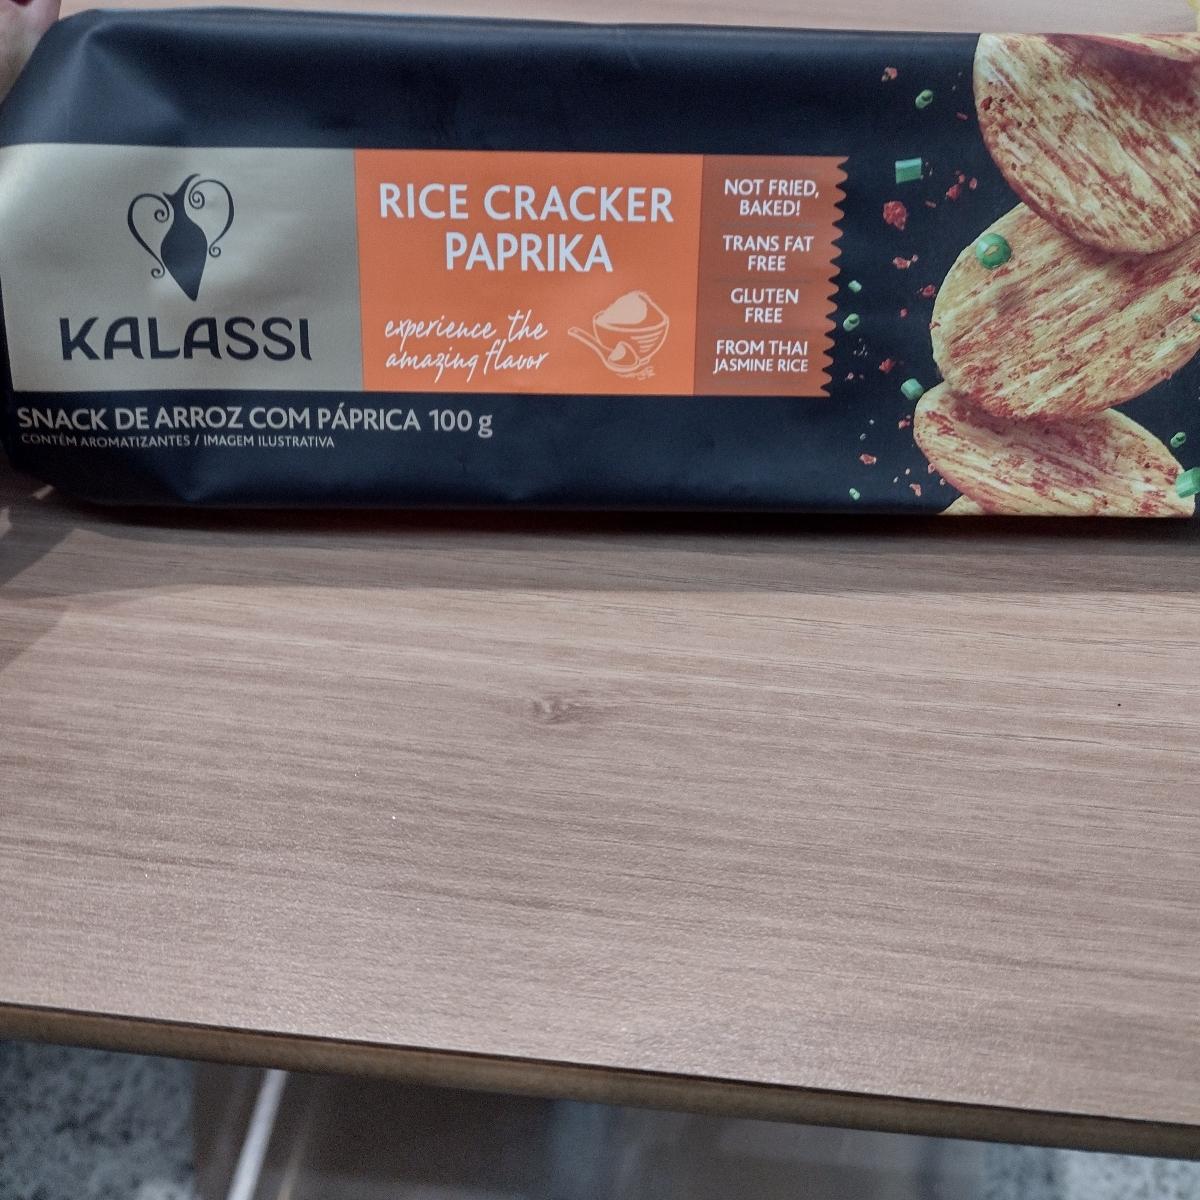 KALASSI
RICE CRACKER
PAPRIKA
experience the
amazing flavor
NOT FRIED,
BAKED!
TRANS FAT
FREE
GLUTEN
FREE
FROM THAI
JASMINE RICE
SNACK DE ARROZ COM PÁPRICA 100 g
CONTÉM AROMATIZANTES / IMAGEM ILUSTRATIVA